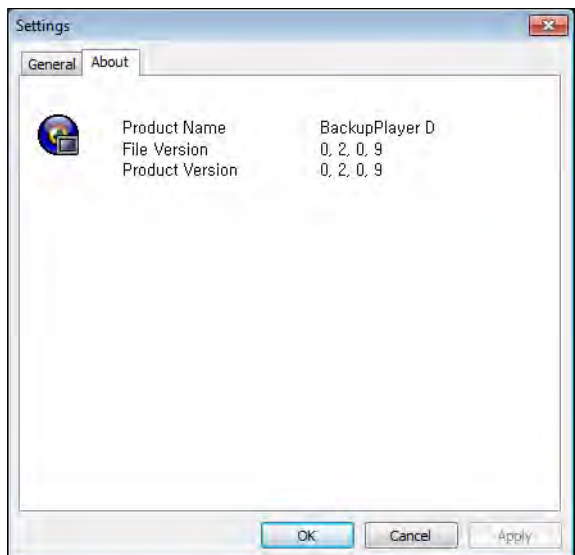 Settings
General About
Product Name BackupPlayer D
File Version 0, 2, 0, 9
Product Version 0, 2, 0, 9
OK Cancel Apply